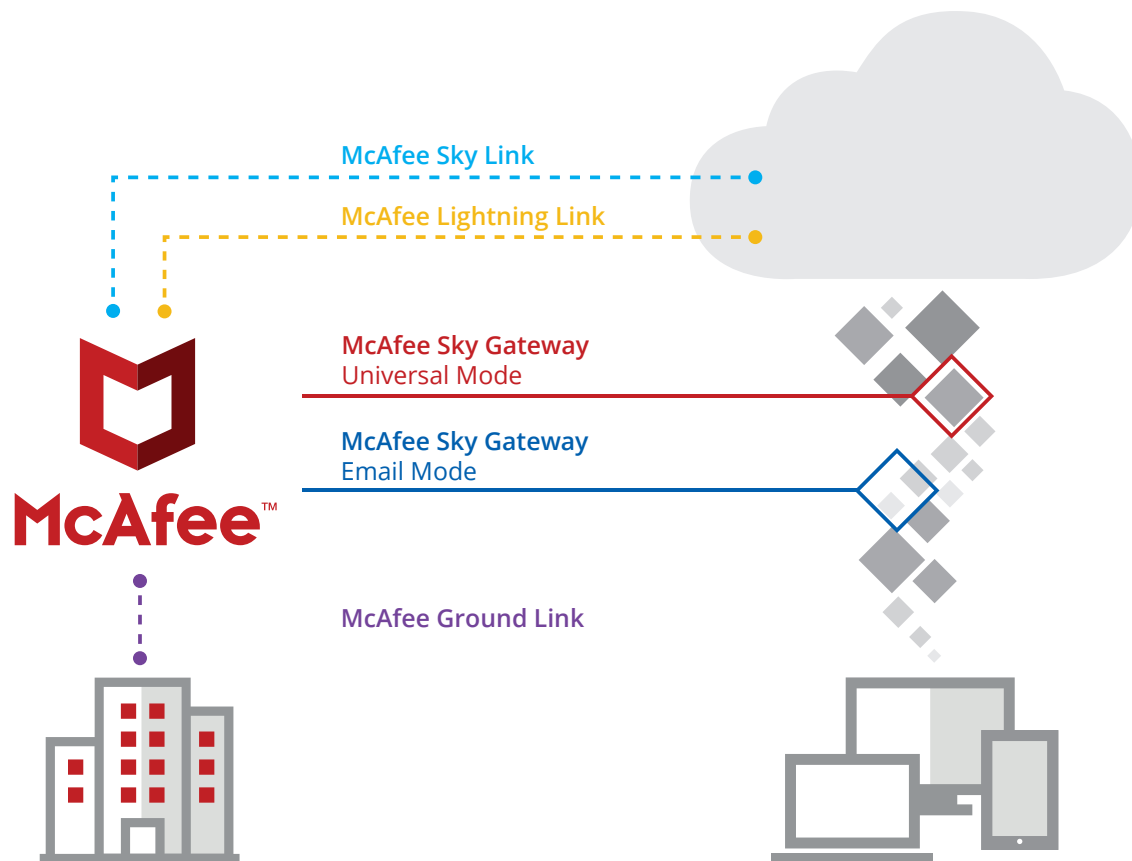 McAfee Sky Link
McAfee Lightning Link
McAfee Sky Gateway
Universal Mode
McAfee Sky Gateway
Email Mode
McAfee™
McAfee Ground Link